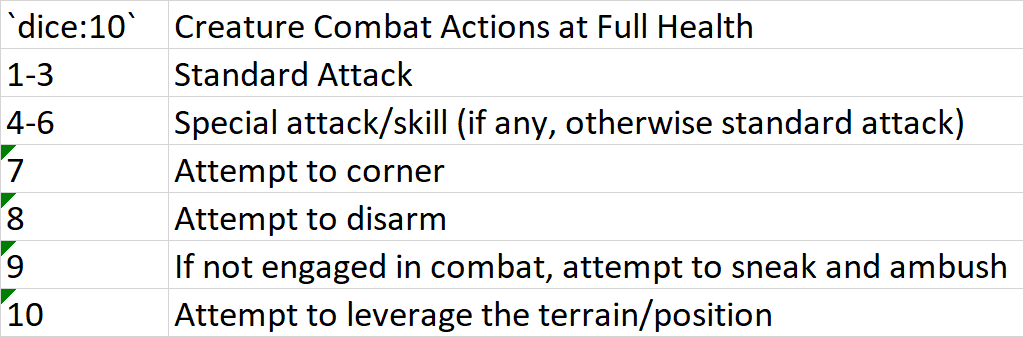 `dice:10` Creature Combat Actions at Full Health
1-3 Standard Attack
4-6 Special attack/skill (if any, otherwise standard attack)
7 Attempt to corner
8 Attempt to disarm
9 If not engaged in combat, attempt to sneak and ambush
10 Attempt to leverage the terrain/position